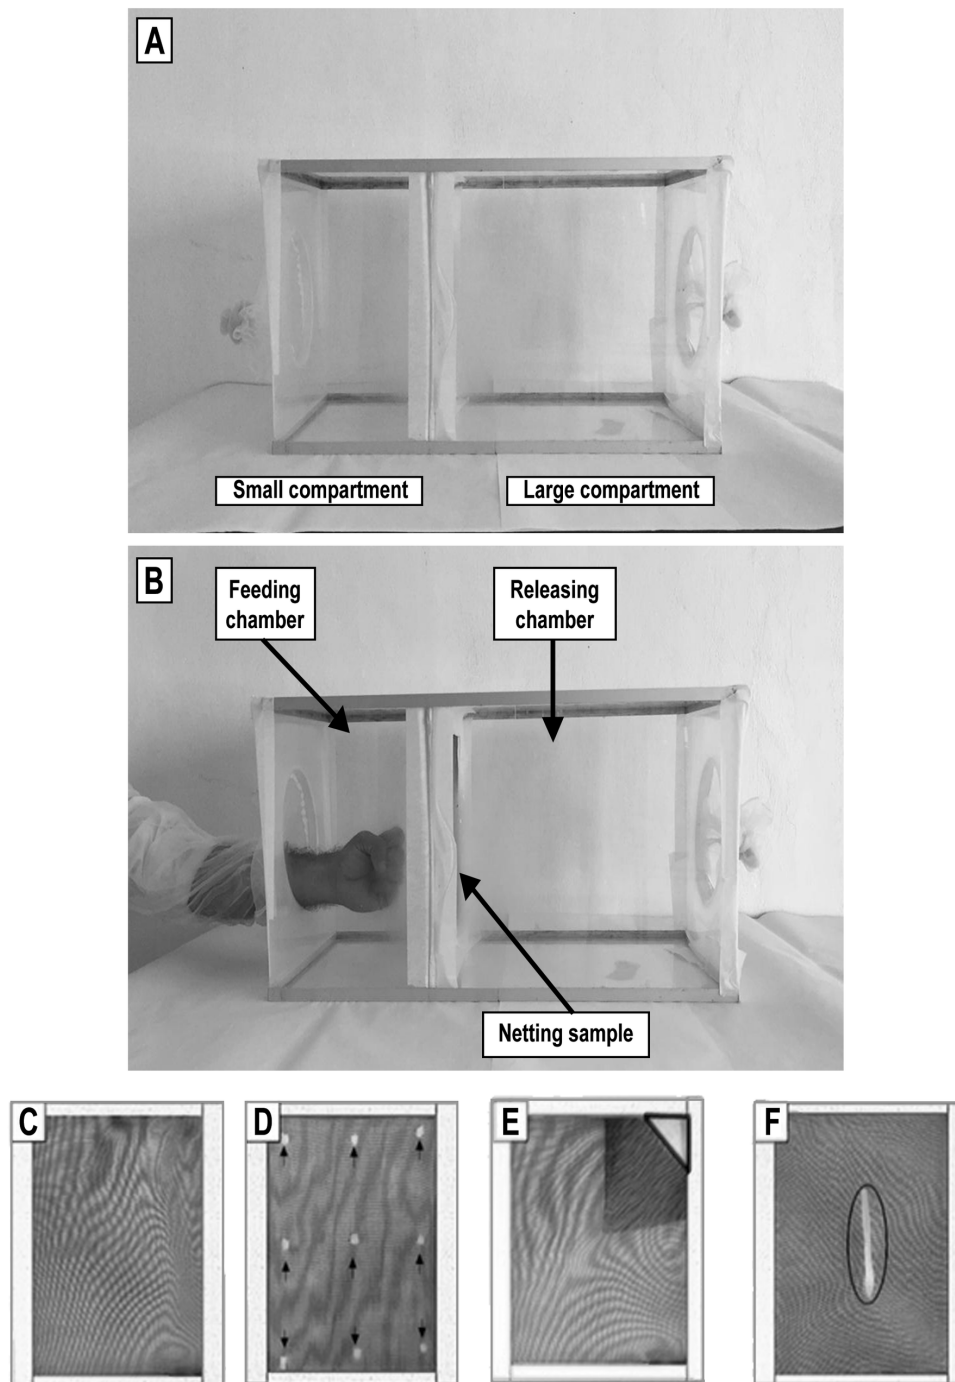 A
Small compartment
Large compartment
B
Feeding
chamber
Releasing
chamber
Netting sample
C
D
E
F